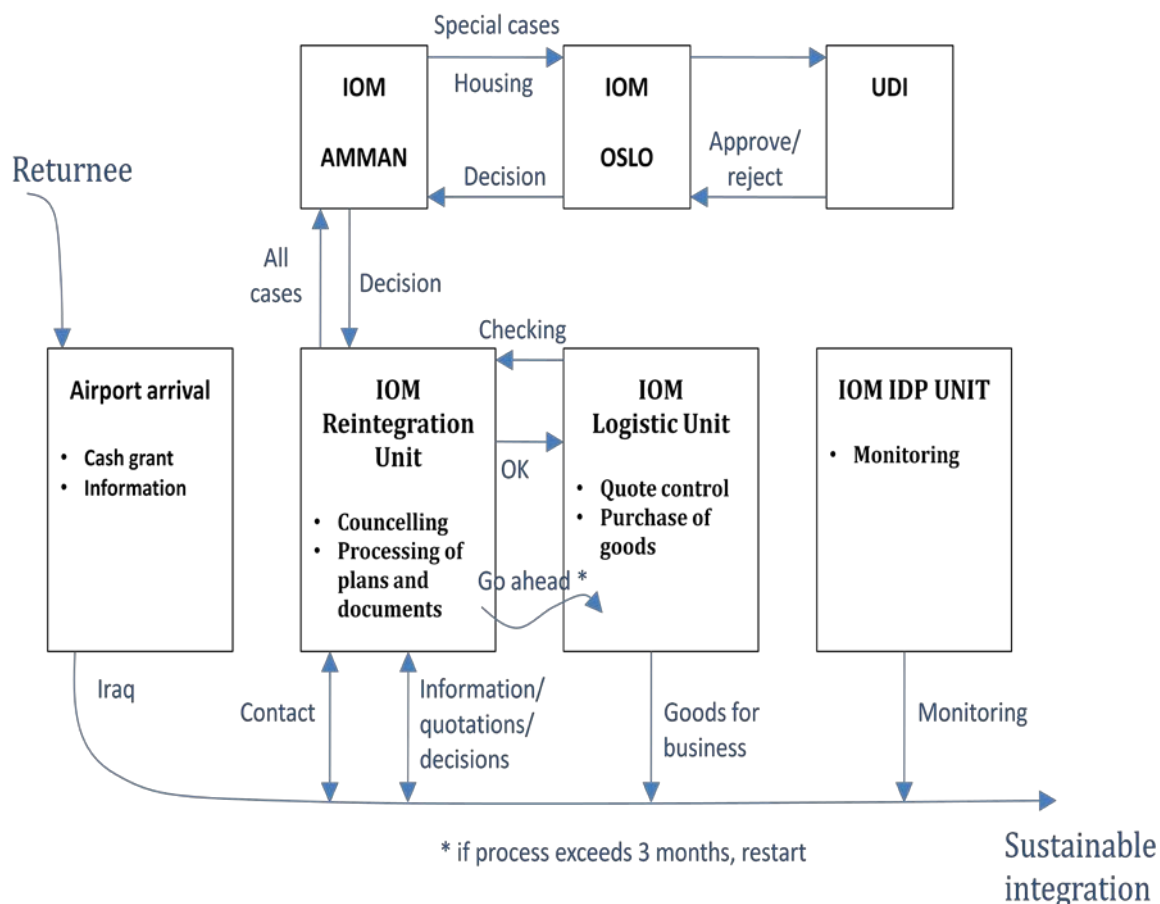 Special cases
IOM
AMMAN
Housing
IOM
OSLO
UDI
Approve/
reject
Decision
Returnee
All
cases
Decision
Checking
Airport arrival
• Cash grant
• Information
IOM
Reintegration
Unit
• Councelling
• Processing of
plans and
documents
OK
Go ahead *
IOM
Logistic Unit
• Quote control
• Purchase of
goods
IOM IDP UNIT
• Monitoring
Iraq
Contact
Information/
quotations/
decisions
Goods for
business
Monitoring
* if process exceeds 3 months, restart
Sustainable
integration